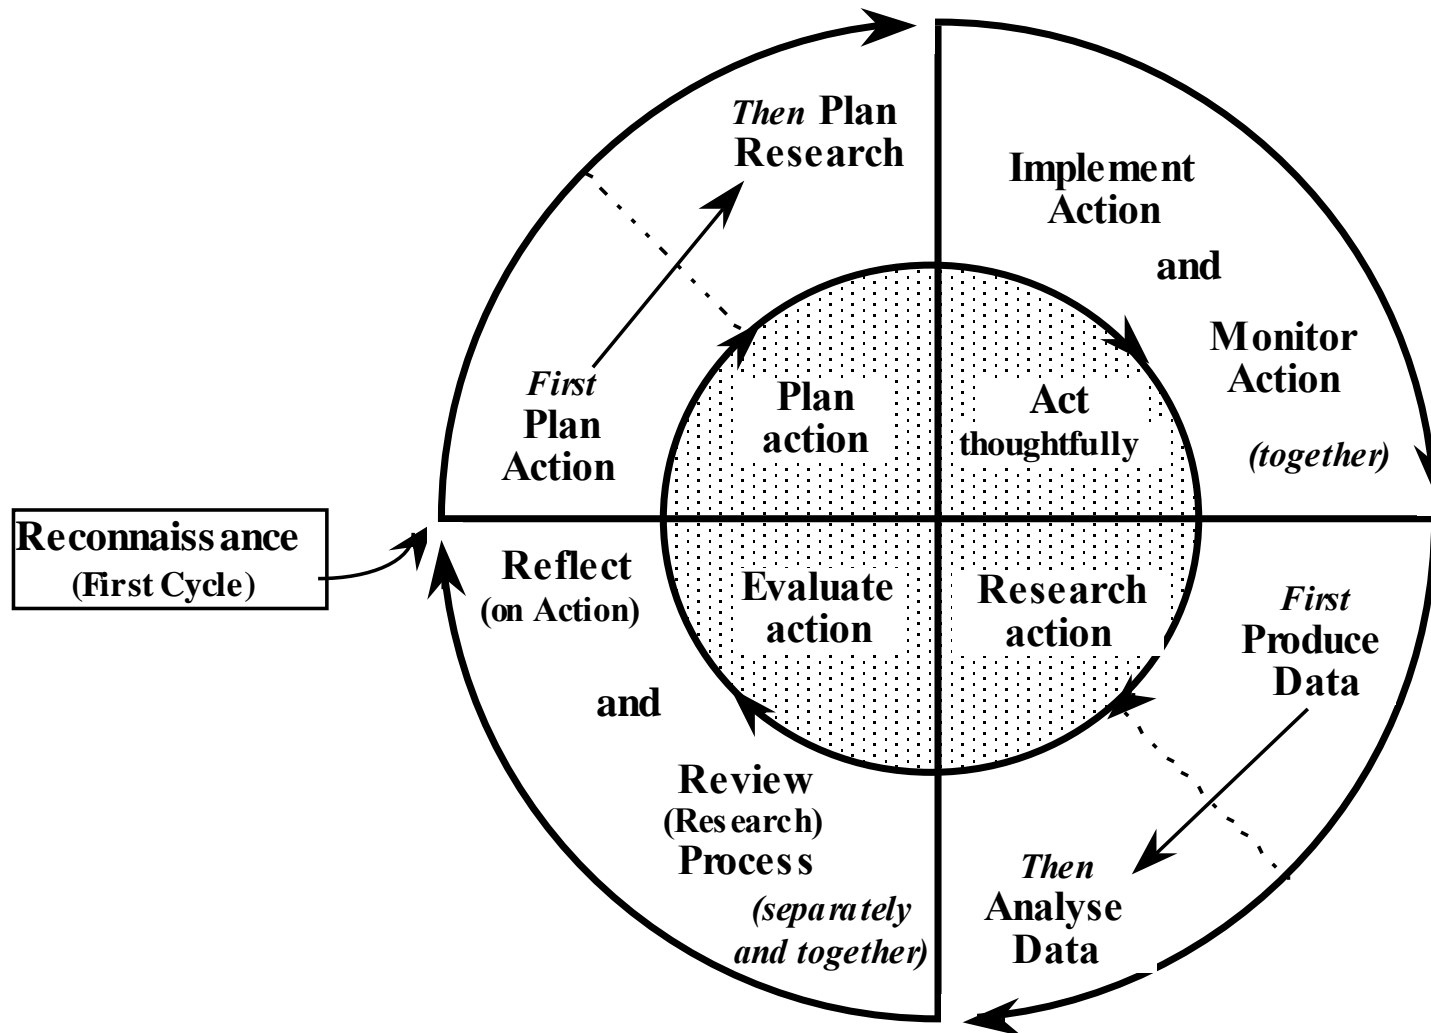 Then Plan
Research
Implement
Action
and
Monitor
Action
(together)
First
Plan
Action
Plan
action
Act
thoughtfully
Reconnaissance
(First Cycle)
Reflect
(on Action)
and
Review
(Research)
Process
(separately
and together)
Evaluate
action
Research
action
First
Produce
Data
Then
Analyse
Data